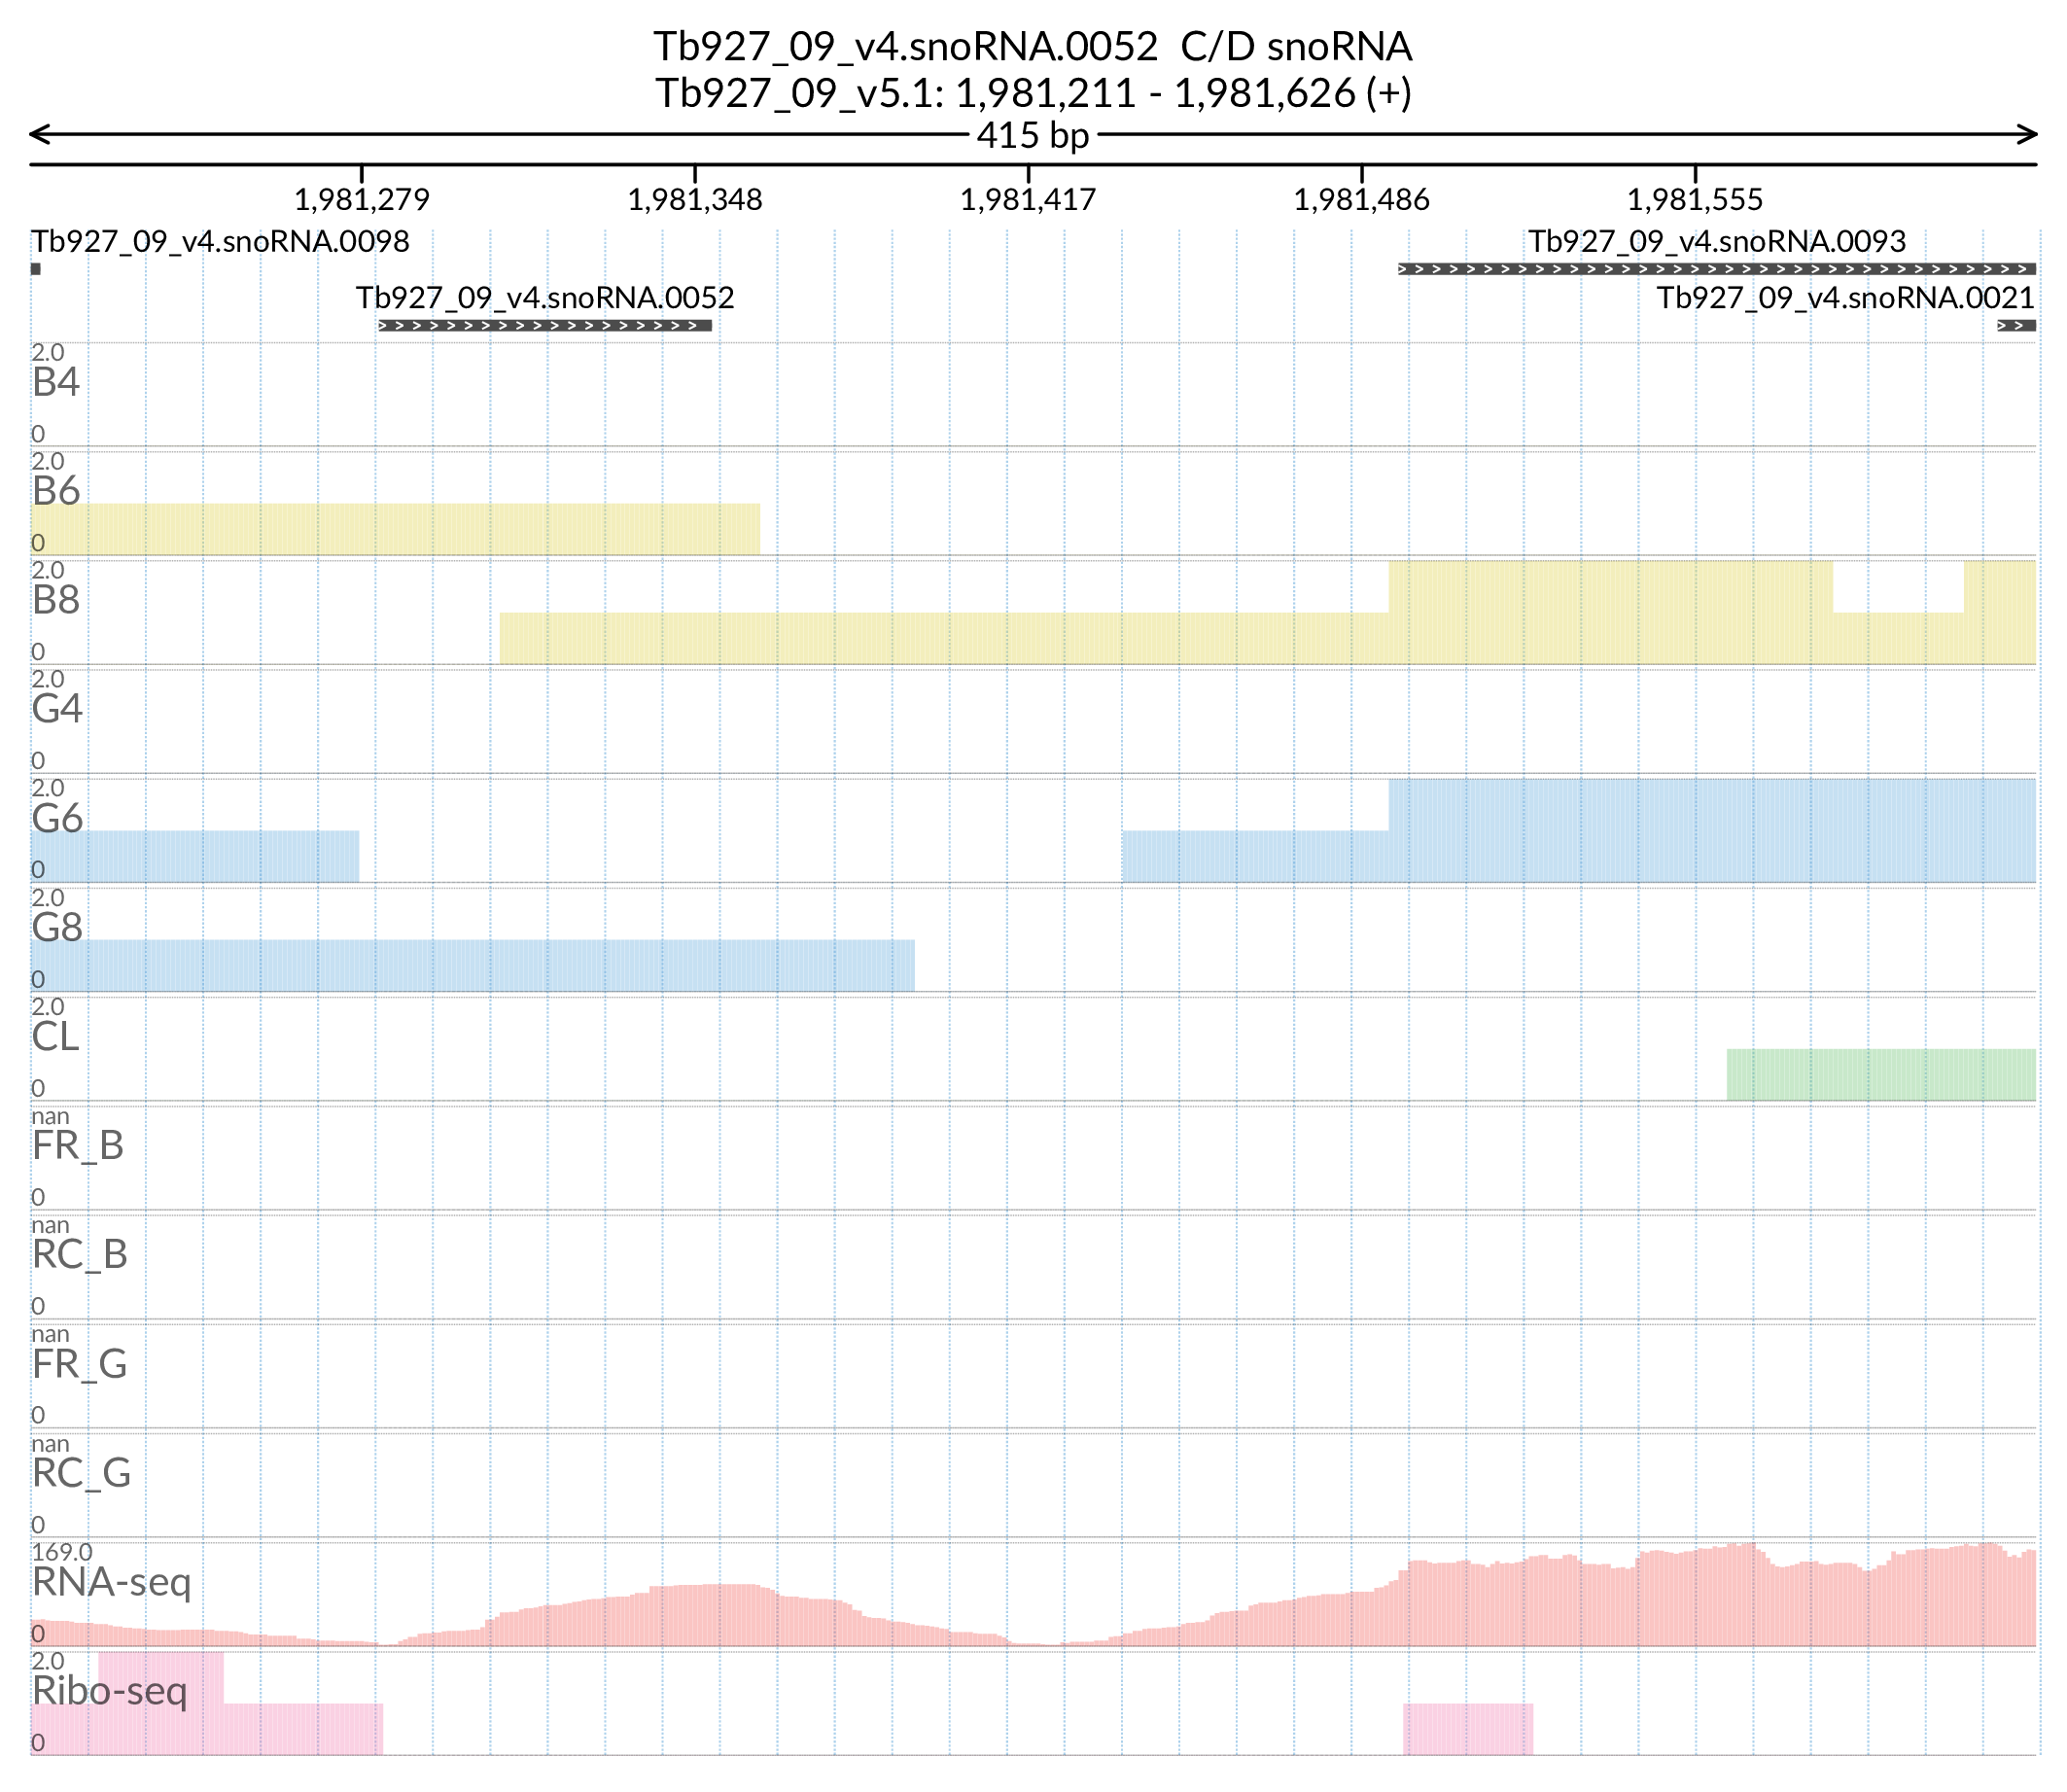 Tb927_09_v4.snoRNA.0052 C/D snoRNA
Tb927_09_v5.1: 1,981,211 - 1,981,626 (+)
415 bp
1,981,279 1,981,348 1,981,417 1,981,486 1,981,555
Tb927_09_v4.snoRNA.0098 Tb927_09_v4.snoRNA.0093
Tb927_09_v4.snoRNA.0052 Tb927_09_v4.snoRNA.0021
2.0
B4
0
2.0
B6
0
2.0
B8
0
2.0
G4
0
2.0
G6
0
2.0
G8
0
2.0
CL
0
nan
FR_B
0
nan
RC_B
0
nan
FR_G
0
nan
RC_G
0
169.0
RNA-seq
0
2.0
Ribo-seq
0